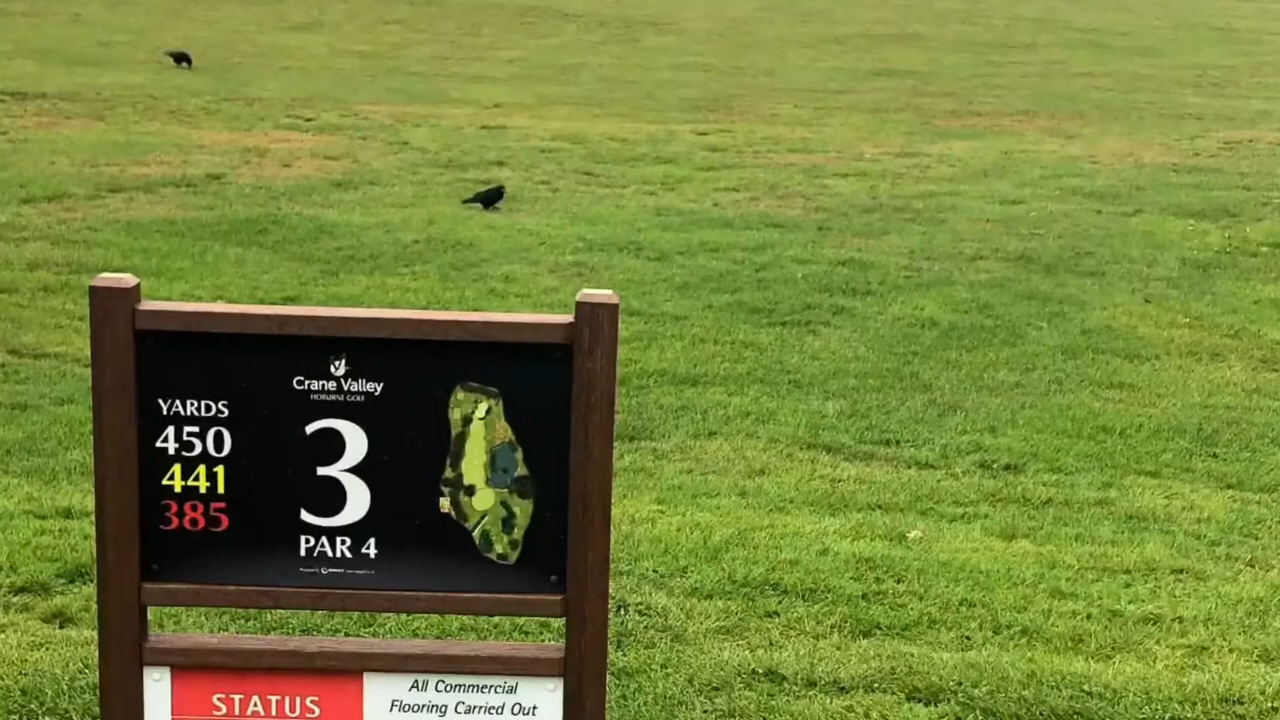 Crane Valley
HOBURNE GOLF
YARDS
450
441
385
3
PAR 4
STATUS
All Commercial
Flooring Carried Out